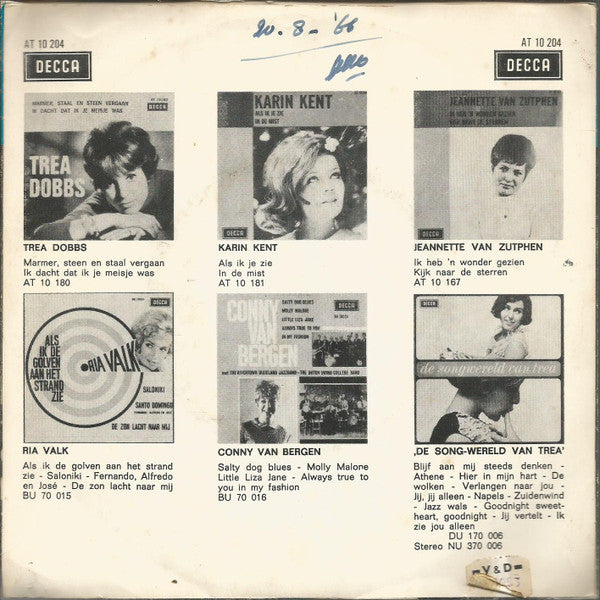 20-8-'66
AT 10 204
AT 10 204
DECCA
DECCA
MARMER, STAAL EN STEEN VERGAAN
IK DACHT DAT IK JE MEISJE WAS
DECCA
TREA
DOBBS
KARIN KENT
ALS IK JE ZIE
IN DE MIST
DECCA
JEANNETTE VAN ZUTPHEN
IK HEB 'N WONDER GEZIEN
KIJK NAAR DE STERREN
DECCA
TREA DOBBS
Marmer, steen en staal vergaan
Ik dacht dat ik je meisje was
AT 10 180
KARIN KENT
Als ik je zie
In de mist
AT 10 181
JEANNETTE VAN ZUTPHEN
Ik heb 'n wonder gezien
Kijk naar de sterren
AT 10 167
DECCA
ALS
IK DE
GOLVEN
AAN HET
STRAND
ZIE
RIA VALK
SALONIKI
SANTO DOMINGO
DE ZON LACHT NAAR MIJ
CONNY
VAN
BERGEN
SALTY DOG BLUES
MOLLY MALONE
LITTLE LIZA JANE
ALWAYS TRUE TO YOU
IN MY FASHION
DECCA
DECCA
de songwereld van trea
RIA VALK
Als ik de golven aan het strand
zie - Saloniki - Fernando, Alfredo
en José - De zon lacht naar mij
BU 70 015
CONNY VAN BERGEN
Salty dog blues - Molly Malone
Little Liza Jane - Always true to
you in my fashion
BU 70 016
‚DE SONG-WERELD VAN TREA'
Blijf aan mij steeds denken -
Athene - Hier in mijn hart - De
wolken - Verlangen naar jou -
Jij, jij alleen - Napels - Zuidenwind
- Jazz wals - Goodnight sweet-
heart, goodnight - Jij vertelt - Ik
zie jou alleen
DU 170 006
Stereo NU 370 006
=V & D=